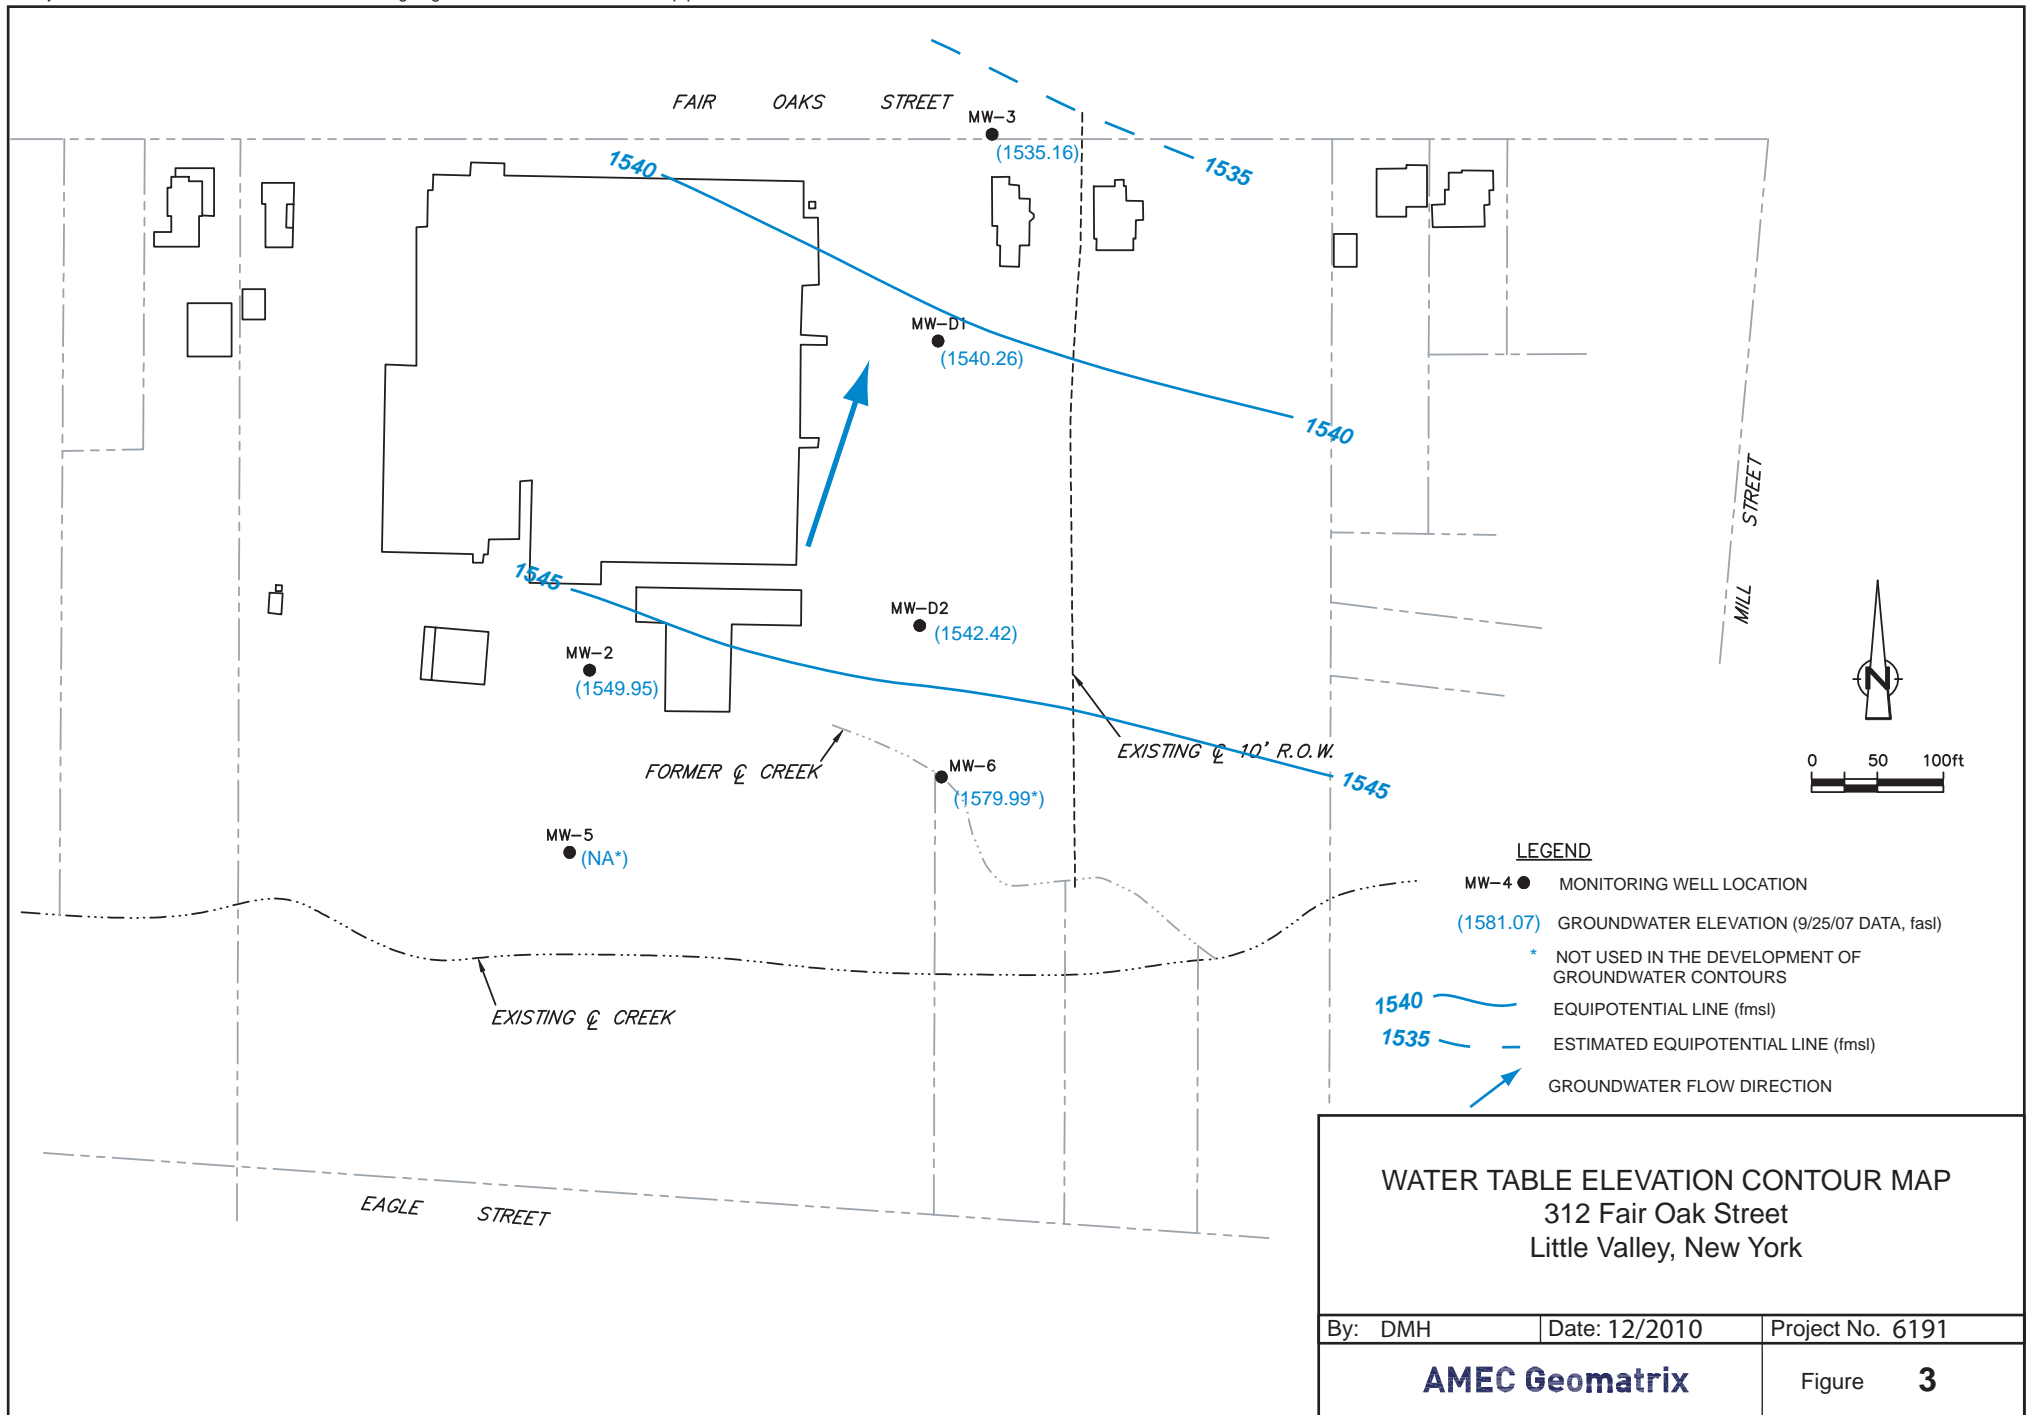 FAIR OAKS STREET
MW-3
(1535.16)
1535
1540
MW-D1
(1540.26)
1540
MILL STREET
1545
MW-D2
(1542.42)
MW-2
(1549.95)
N
EXISTING ℄ 10' R.O.W.
FORMER ℄ CREEK
MW-6
(1579.99*)
1545
0 50 100ft
MW-5
(NA*)
EXISTING ℄ CREEK
EAGLE STREET
LEGEND
MW-4 MONITORING WELL LOCATION
(1581.07) GROUNDWATER ELEVATION (9/25/07 DATA, fasl)
* NOT USED IN THE DEVELOPMENT OF
GROUNDWATER CONTOURS
1540 EQUIPOTENTIAL LINE (fmsl)
1535 ESTIMATED EQUIPOTENTIAL LINE (fmsl)
GROUNDWATER FLOW DIRECTION
WATER TABLE ELEVATION CONTOUR MAP
312 Fair Oak Street
Little Valley, New York
By: DMH Date: 12/2010 Project No. 6191
AMEC Geomatrix Figure 3